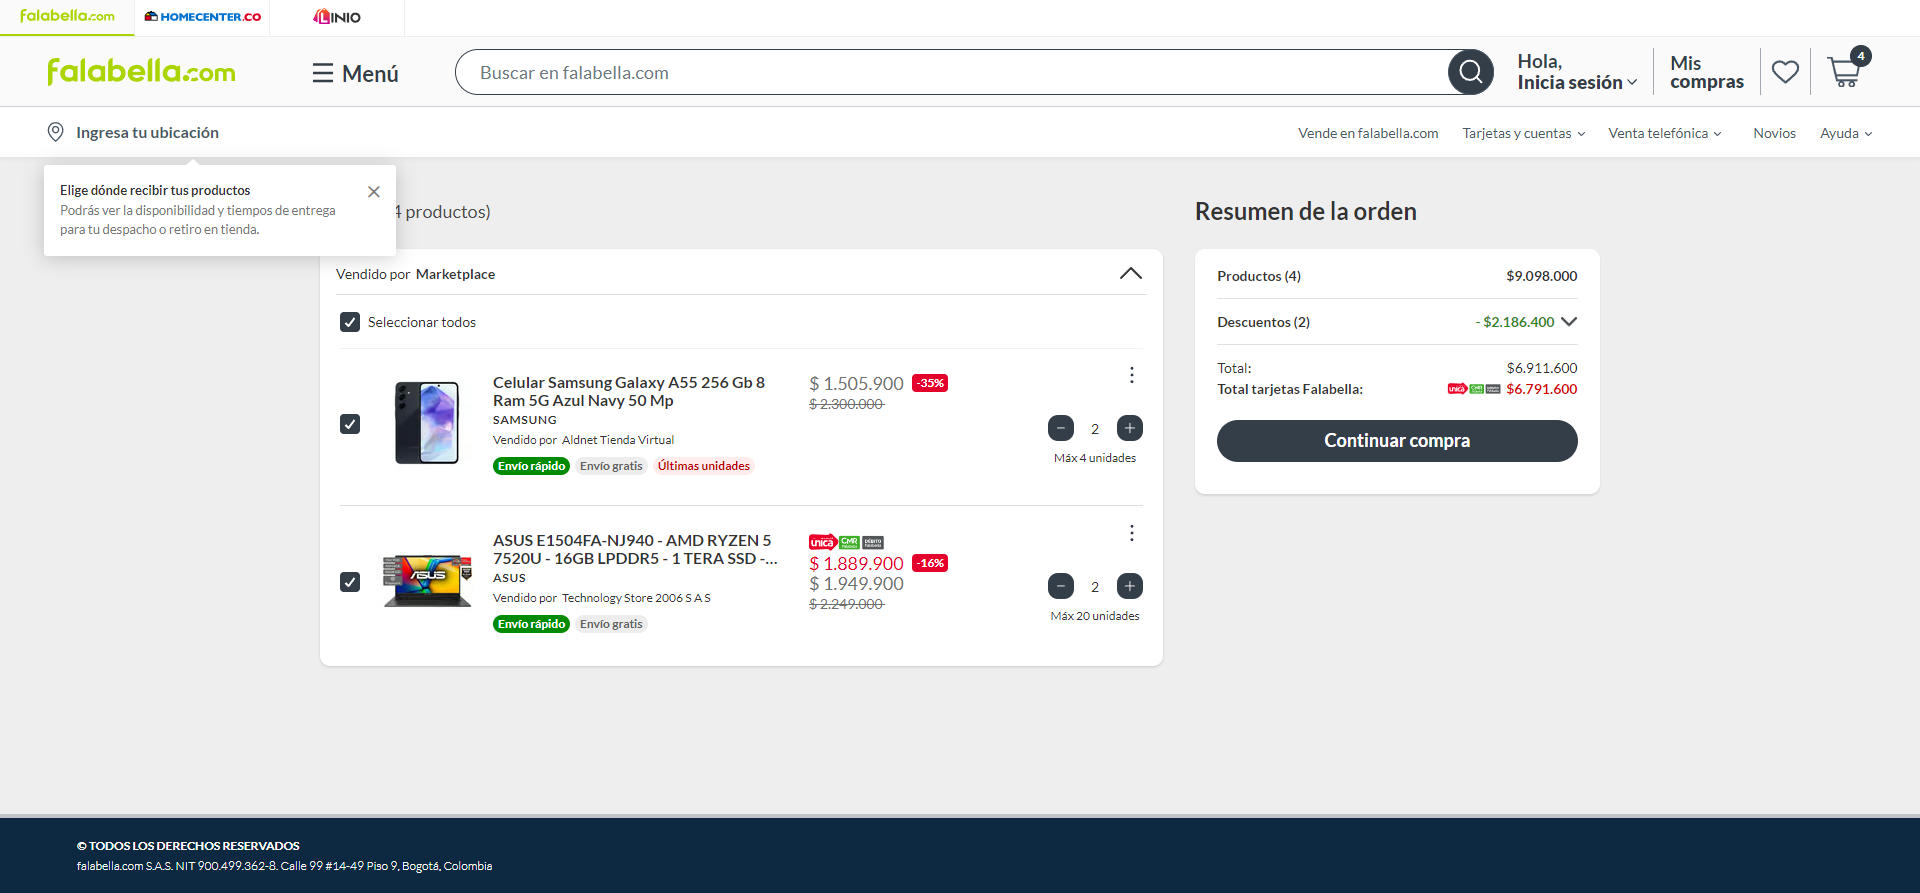 falabella.com
HOMECENTER.CO
LINIO
falabella.com
Menú
Buscar en falabella.com
Hola,
Inicia sesión
Mis
compras
4
Ingresa tu ubicación
Vende en falabella.com
Tarjetas y cuentas
Venta telefónica
Novios
Ayuda
Elige dónde recibir tus productos
Podrás ver la disponibilidad y tiempos de entrega
para tu despacho o retiro en tienda.
4 productos)
Vendido por Marketplace
Seleccionar todos
Celular Samsung Galaxy A55 256 Gb 8
Ram 5G Azul Navy 50 Mp
SAMSUNG
Vendido por Aldnet Tienda Virtual
Envío rápido Envío gratis Últimas unidades
$ 1.505.900 -35%
$ 2.300.000
2
Máx 4 unidades
ASUS E1504FA-NJ940 - AMD RYZEN 5
7520U - 16GB LPDDR5 - 1 TERA SSD -...
ASUS
Vendido por Technology Store 2006 S A S
Envío rápido Envío gratis
ASUS
unica CMR
$ 1.889.900 -16%
$ 1.949.900
$ 2.249.000
2
Máx 20 unidades
Resumen de la orden
Productos (4) $9.098.000
Descuentos (2) - $2.186.400
Total: $6.911.600
Total tarjetas Falabella: unica CMR $6.791.600
Continuar compra
© TODOS LOS DERECHOS RESERVADOS
falabella.com S.A.S. NIT 900.499.362-8. Calle 99 #14-49 Piso 9, Bogotá, Colombia